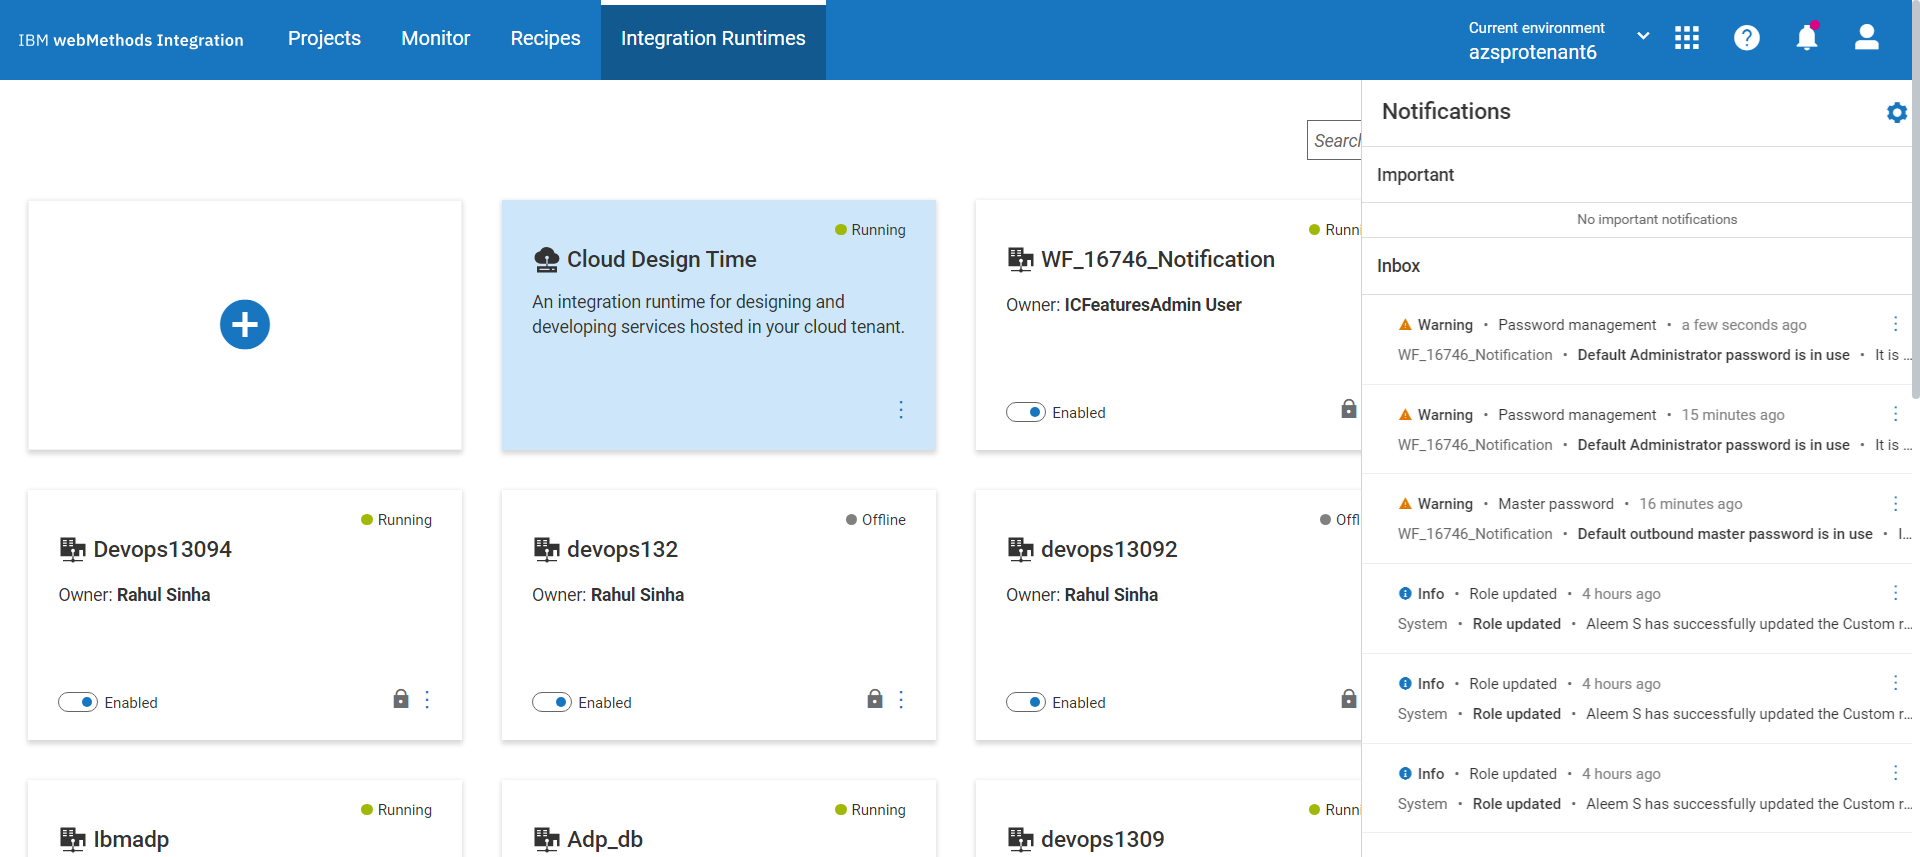 IBM webMethods Integration
Projects
Monitor
Recipes
Integration Runtimes
Current environment
azsprotenant6
Search
Running
Cloud Design Time
An integration runtime for designing and
developing services hosted in your cloud tenant.
Runni
WF_16746_Notification
Owner: ICFeaturesAdmin User
Enabled
Running
Devops13094
Owner: Rahul Sinha
Enabled
Offline
devops132
Owner: Rahul Sinha
Enabled
Offl
devops13092
Owner: Rahul Sinha
Enabled
Running
Ibmadp
Running
Adp_db
Runni
devops1309
Notifications
Important
No important notifications
Inbox
Warning • Password management • a few seconds ago
WF_16746_Notification • Default Administrator password is in use • It is ...
Warning • Password management • 15 minutes ago
WF_16746_Notification • Default Administrator password is in use • It is ...
Warning • Master password • 16 minutes ago
WF_16746_Notification • Default outbound master password is in use • I...
Info • Role updated • 4 hours ago
System • Role updated • Aleem S has successfully updated the Custom r...
Info • Role updated • 4 hours ago
System • Role updated • Aleem S has successfully updated the Custom r...
Info • Role updated • 4 hours ago
System • Role updated • Aleem S has successfully updated the Custom r...